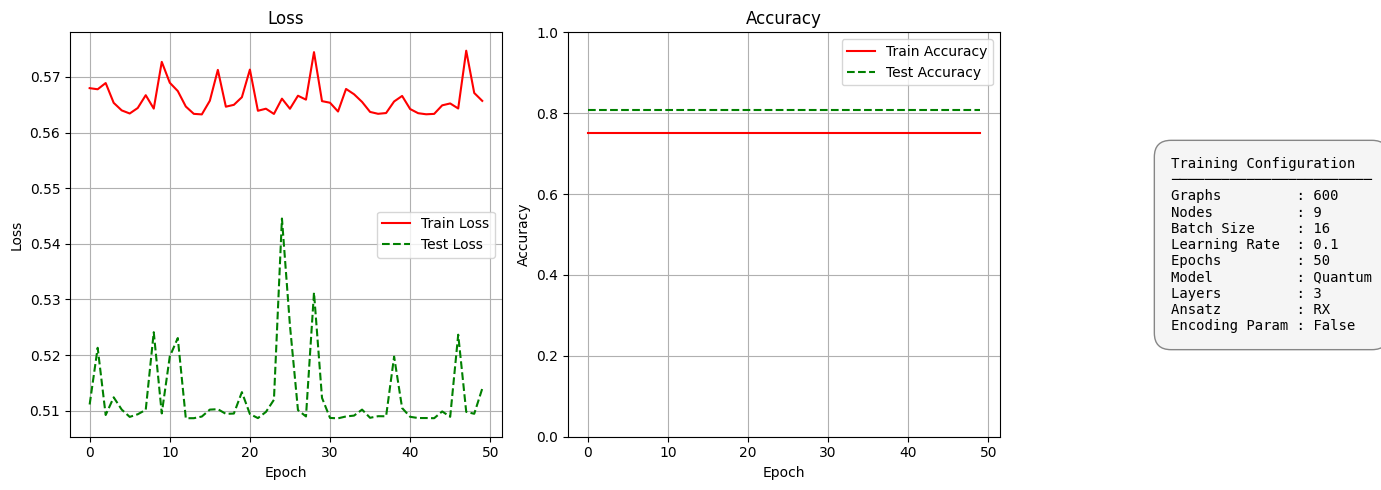 Loss
0.57
0.56
0.55
0.54
0.53
0.52
0.51
Loss
Train Loss
Test Loss
0 10 20 30 40 50
Epoch
Accuracy
1.0
0.8
0.6
0.4
0.2
0.0
Accuracy
Train Accuracy
Test Accuracy
0 10 20 30 40 50
Epoch
Training Configuration
Graphs : 600
Nodes : 9
Batch Size : 16
Learning Rate : 0.1
Epochs : 50
Model : Quantum
Layers : 3
Ansatz : RX
Encoding Param : False